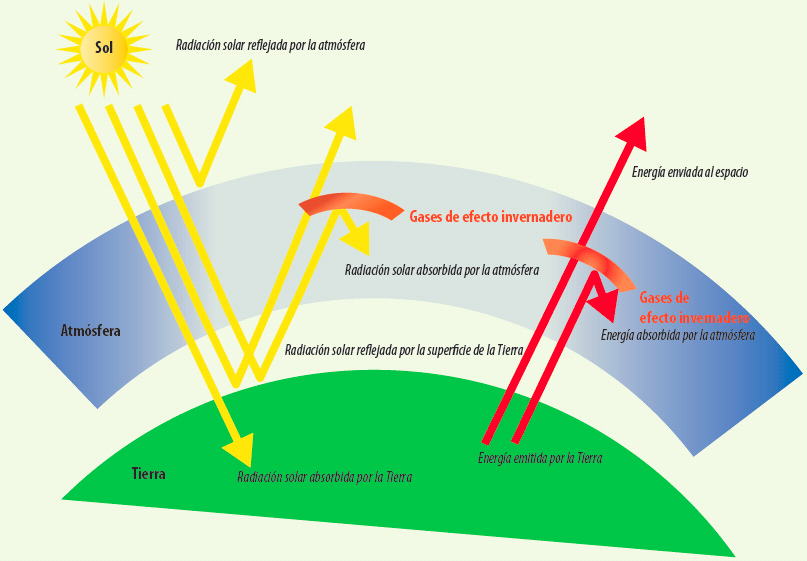 Sol
Radiación solar reflejada por la atmósfera
Energía enviada al espacio
Gases de efecto invernadero
Radiación solar absorbida por la atmósfera
Gases de
efecto invernadero
Atmósfera
Energía absorbida por la atmósfera
Radiación solar reflejada por la superficie de la Tierra
Energía emitida por la Tierra
Tierra
Radiación solar absorbida por la Tierra